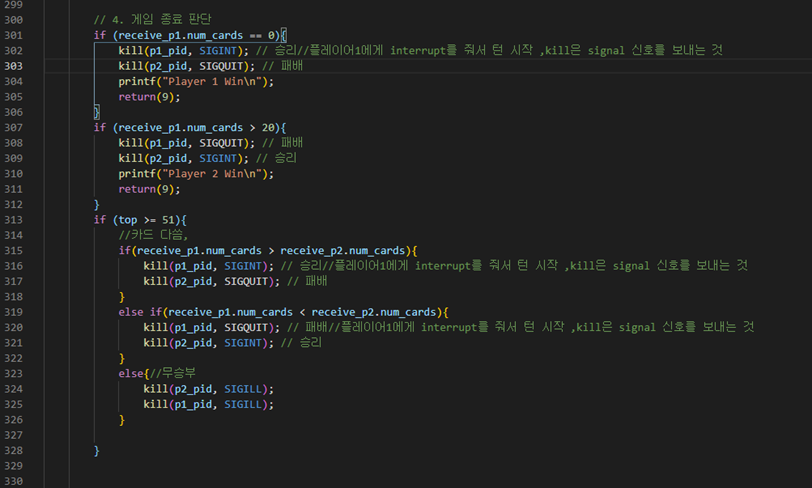 299
300 // 4. 게임 종료 판단
301 if (receive_p1.num_cards == 0){
302 kill(p1_pid, SIGINT); // 승리//플레이어1에게 interrupt를 줘서 턴 시작 ,kill은 signal 신호를 보내는 것
303 kill(p2_pid, SIGQUIT); // 패배
304 printf("Player 1 Win\n");
305 return(9);
306 }
307 if (receive_p1.num_cards > 20){
308 kill(p1_pid, SIGQUIT); // 패배
309 kill(p2_pid, SIGINT); // 승리
310 printf("Player 2 Win\n");
311 return(9);
312 }
313 if (top >= 51){
314 //카드 다씀,
315 if(receive_p1.num_cards > receive_p2.num_cards){
316 kill(p1_pid, SIGINT); // 승리//플레이어1에게 interrupt를 줘서 턴 시작 ,kill은 signal 신호를 보내는 것
317 kill(p2_pid, SIGQUIT); // 패배
318 }
319 else if(receive_p1.num_cards < receive_p2.num_cards){
320 kill(p1_pid, SIGQUIT); // 패배//플레이어1에게 interrupt를 줘서 턴 시작 ,kill은 signal 신호를 보내는 것
321 kill(p2_pid, SIGINT); // 승리
322 }
323 else{//무승부
324 kill(p2_pid, SIGILL);
325 kill(p1_pid, SIGILL);
326 }
327
328 }
329
330